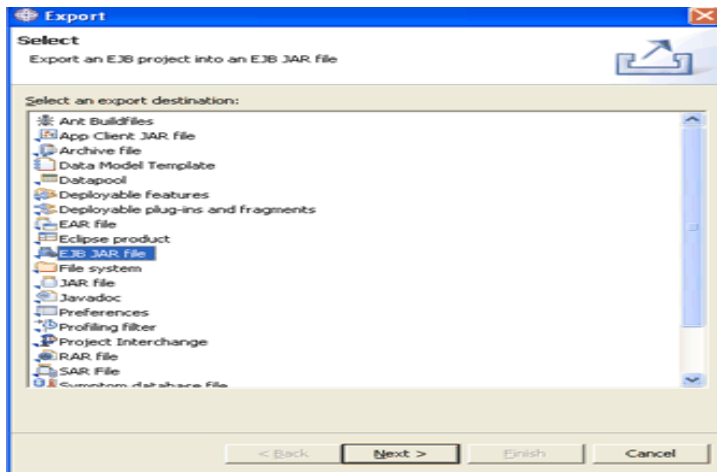 Export
Select
Export an EJB project into an EJB JAR file
Select an export destination:
Ant Buildfiles
App Client JAR file
Archive file
Data Model Template
Datapool
Deployable features
Deployable plug-ins and fragments
EAR file
Eclipse product
EJB JAR file
File system
JAR file
Javadoc
Preferences
Profiling filter
Project Interchange
RAR file
SAR File
Symptom database file
< Back Next > Finish Cancel